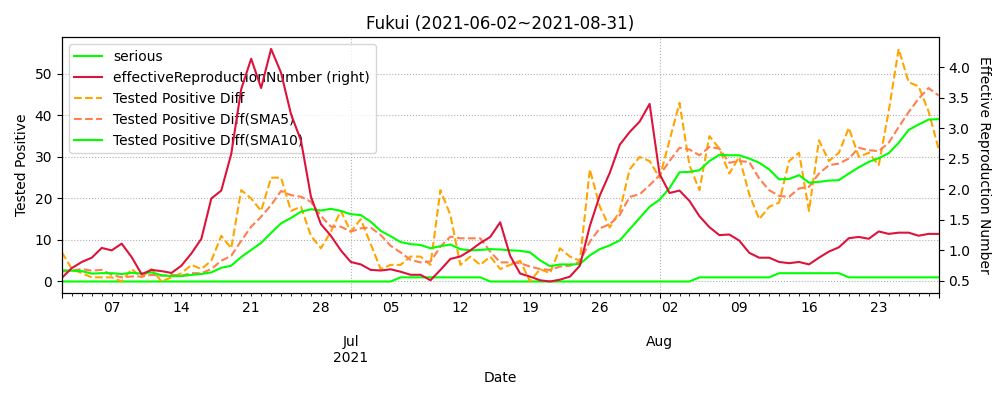 Fukui (2021-06-02~2021-08-31)
serious
effectiveReproductionNumber (right)
Tested Positive Diff
Tested Positive Diff(SMA5)
Tested Positive Diff(SMA10)
Tested Positive
50
40
30
20
10
0
4.0
3.5
3.0
2.5
2.0
1.5
1.0
0.5
Effective Reproduction Number
07 14 21 28 05 12 19 26 02 09 16 23
Jul Aug
2021
Date